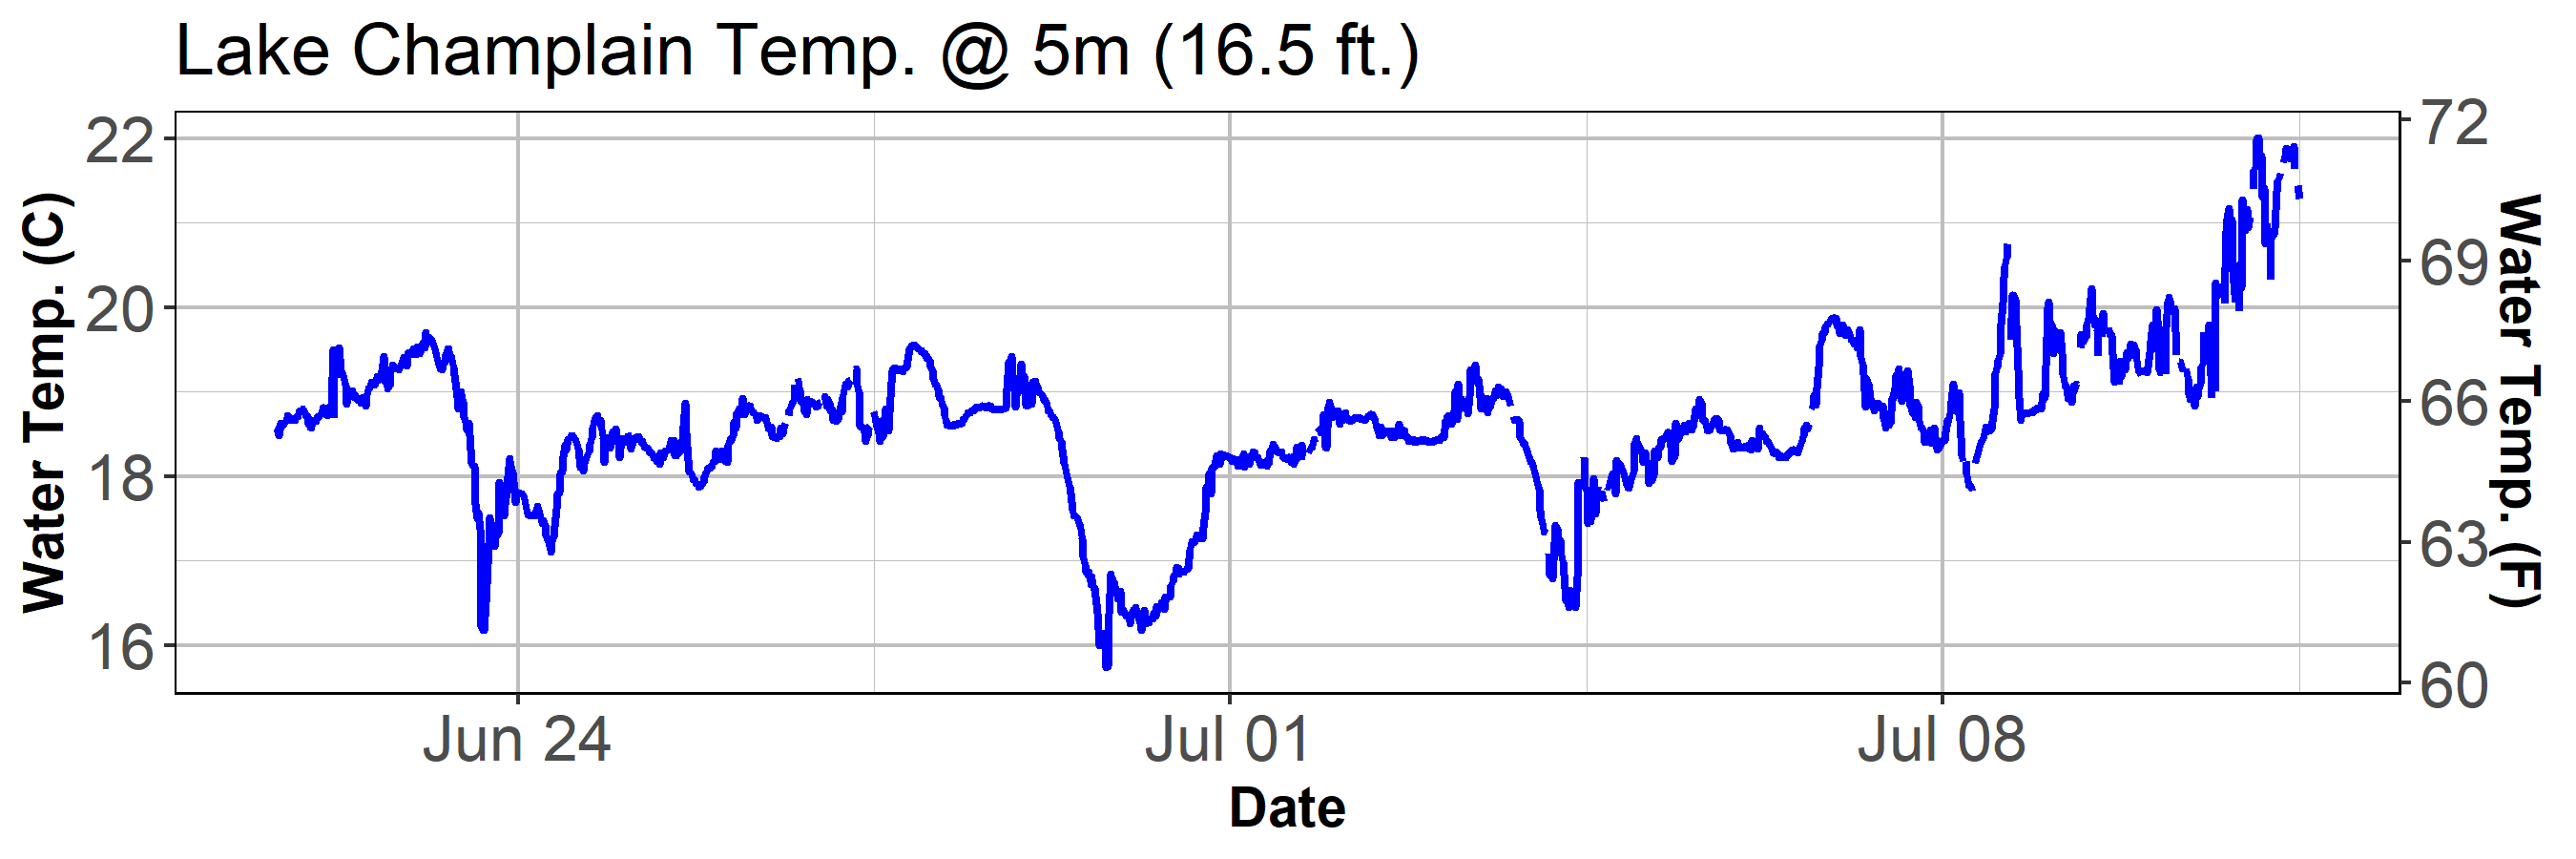 Lake Champlain Temp. @ 5m (16.5 ft.)
Water Temp. (C)
22
20
18
16
72
69
66
63
60
Water Temp. (F)
Jun 24
Jul 01
Jul 08
Date